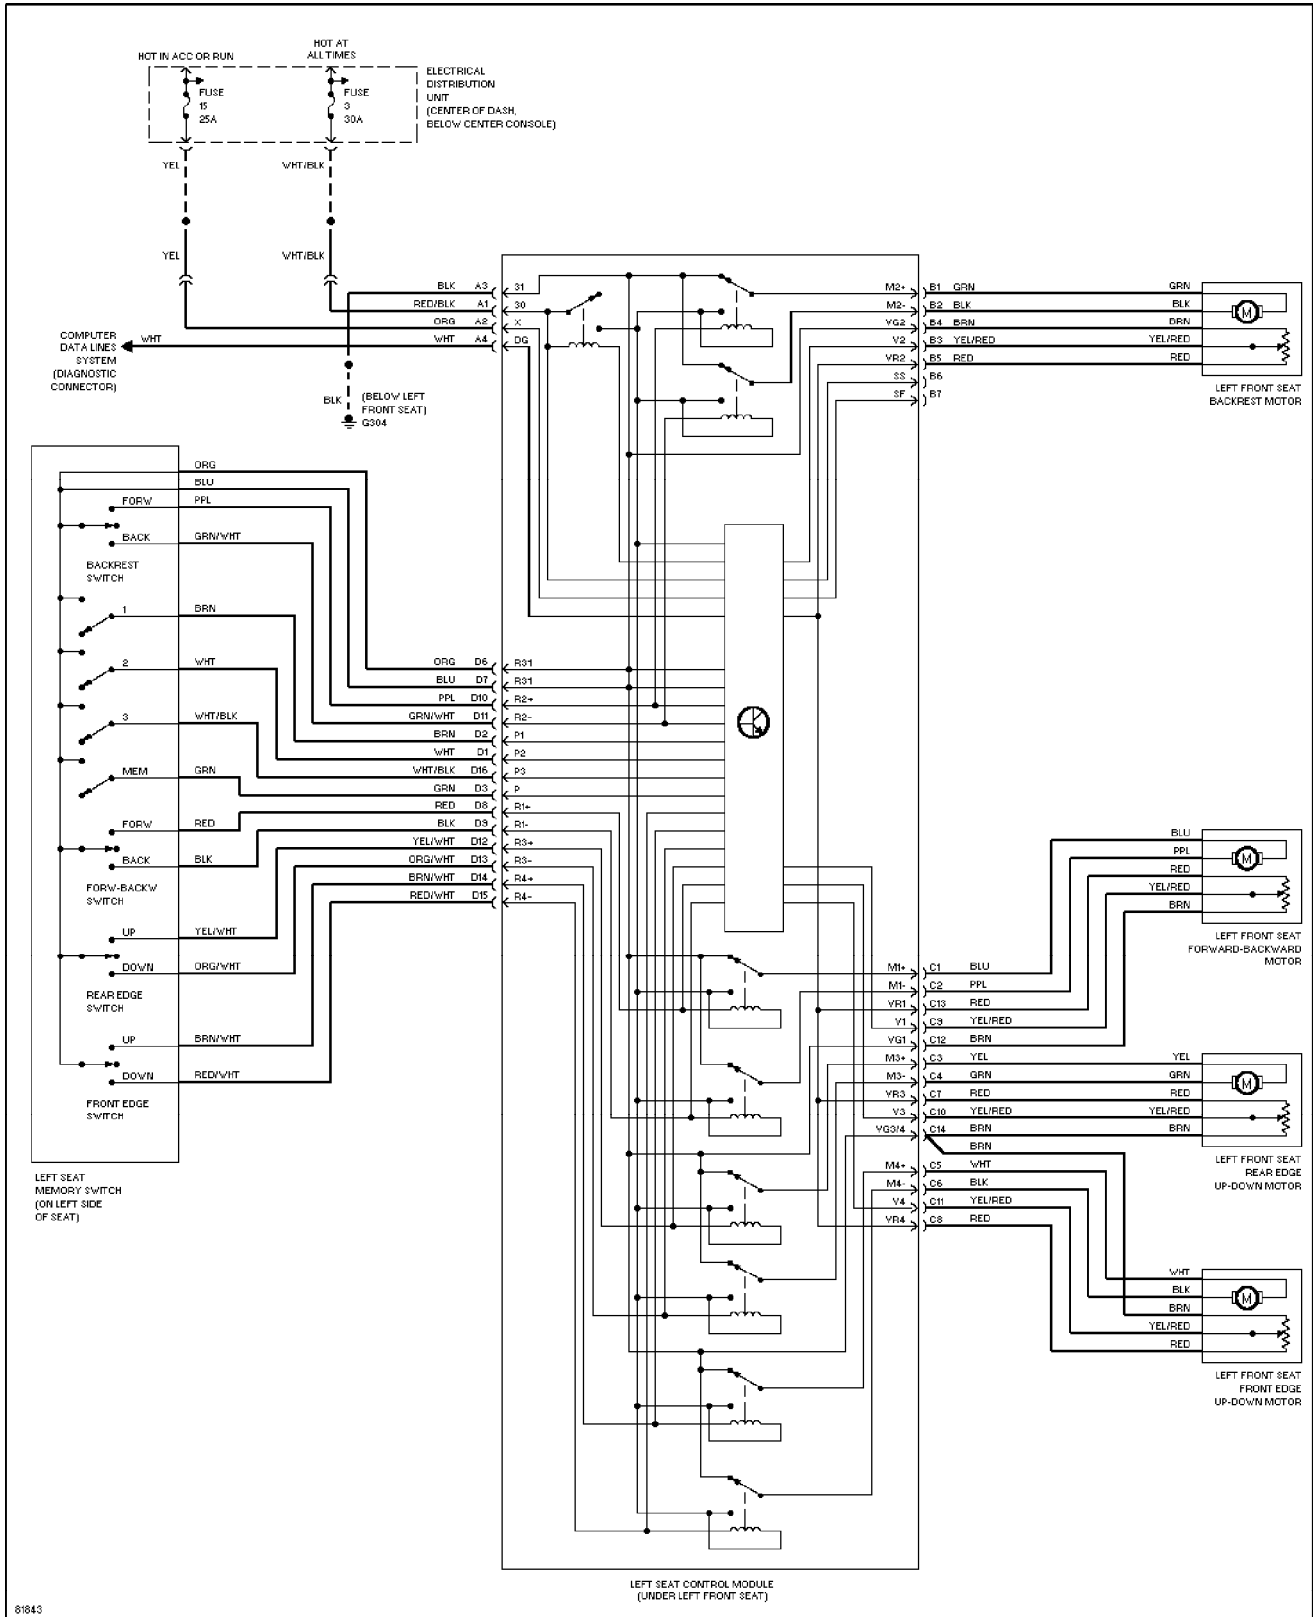 HOT IN ACC OR RUN
HOT AT
ALL TIMES
FUSE
15
25A
FUSE
3
30A
ELECTRICAL
DISTRIBUTION
UNIT
(CENTER OF DASH,
BELOW CENTER CONSOLE)
YEL
WHT/BLK
YEL
WHT/BLK
BLK A3 31
RED/BLK A1 30
ORG A2 X
WHT A4 DG
COMPUTER
DATA LINES
SYSTEM
(DIAGNOSTIC
CONNECTOR)
WHT
BLK
(BELOW LEFT
FRONT SEAT)
G304
M2+ B1 GRN GRN
M2- B2 BLK BLK
VG2 B4 BRN BRN
V2 B3 YEL/RED YEL/RED
VR2 B5 RED RED
SS B6
SF B7
M
LEFT FRONT SEAT
BACKREST MOTOR
ORG
BLU
FORW PPL
BACK GRN/WHT
BACKREST
SWITCH
1 BRN
2 WHT
3 WHT/BLK
MEM GRN
FORW RED
BACK BLK
FORW-BACKW
SWITCH
UP YEL/WHT
DOWN ORG/WHT
REAR EDGE
SWITCH
UP BRN/WHT
DOWN RED/WHT
FRONT EDGE
SWITCH
LEFT SEAT
MEMORY SWITCH
(ON LEFT SIDE
OF SEAT)
ORG D6 R31
BLU D7 R31
PPL D10 R2+
GRN/WHT D11 R2-
BRN D2 P1
WHT D1 P2
WHT/BLK D16 P3
GRN D3 P
RED D8 R1+
BLK D9 R1-
YEL/WHT D12 R3+
ORG/WHT D13 R3-
BRN/WHT D14 R4+
RED/WHT D15 R4-
BLU
PPL
RED
YEL/RED
BRN
M
LEFT FRONT SEAT
FORWARD-BACKWARD
MOTOR
M1+ C1 BLU
M1- C2 PPL
VR1 C13 RED
V1 C9 YEL/RED
VG1 C12 BRN
M3+ C3 YEL YEL
M3- C4 GRN GRN
VR3 C7 RED RED
V3 C10 YEL/RED YEL/RED
VG3/4 C14 BRN BRN
BRN
M4+ C5 WHT
M4- C6 BLK
V4 C11 YEL/RED
VR4 C8 RED
M
LEFT FRONT SEAT
REAR EDGE
UP-DOWN MOTOR
WHT
BLK
BRN
YEL/RED
RED
M
LEFT FRONT SEAT
FRONT EDGE
UP-DOWN MOTOR
LEFT SEAT CONTROL MODULE
(UNDER LEFT FRONT SEAT)
81843